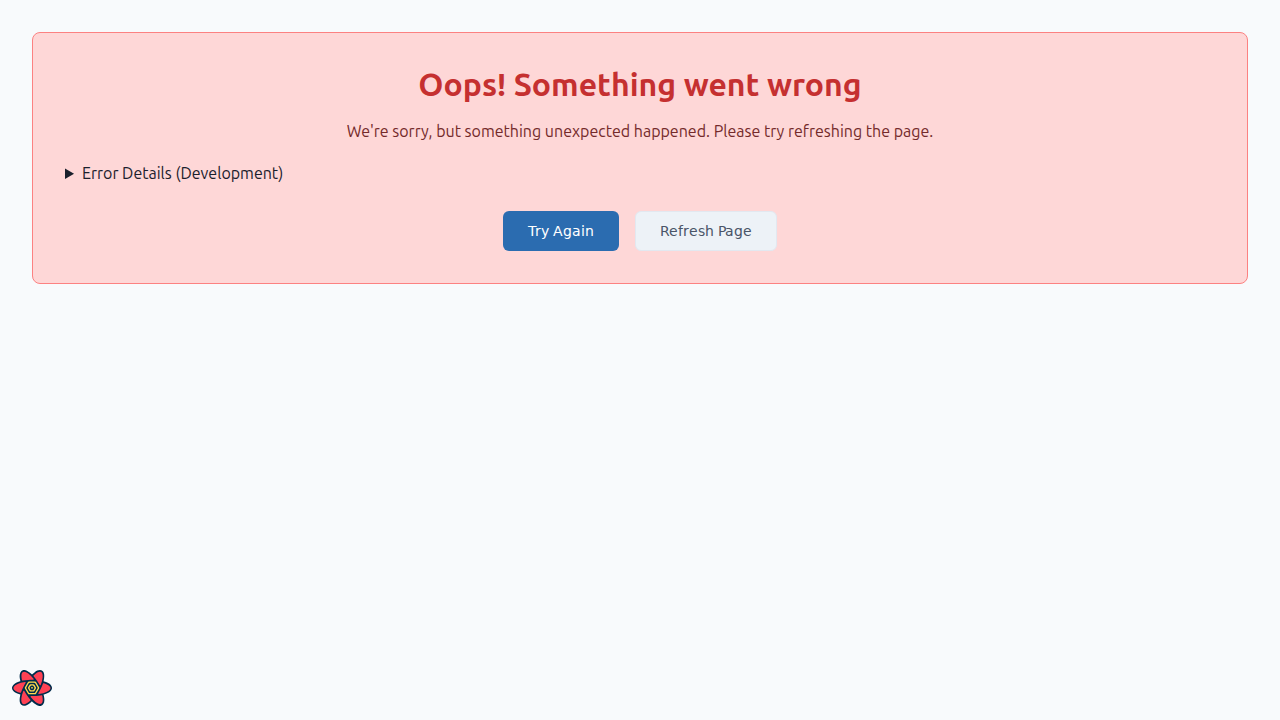 Oops! Something went wrong
We're sorry, but something unexpected happened. Please try refreshing the page.
Error Details (Development)
Try Again
Refresh Page